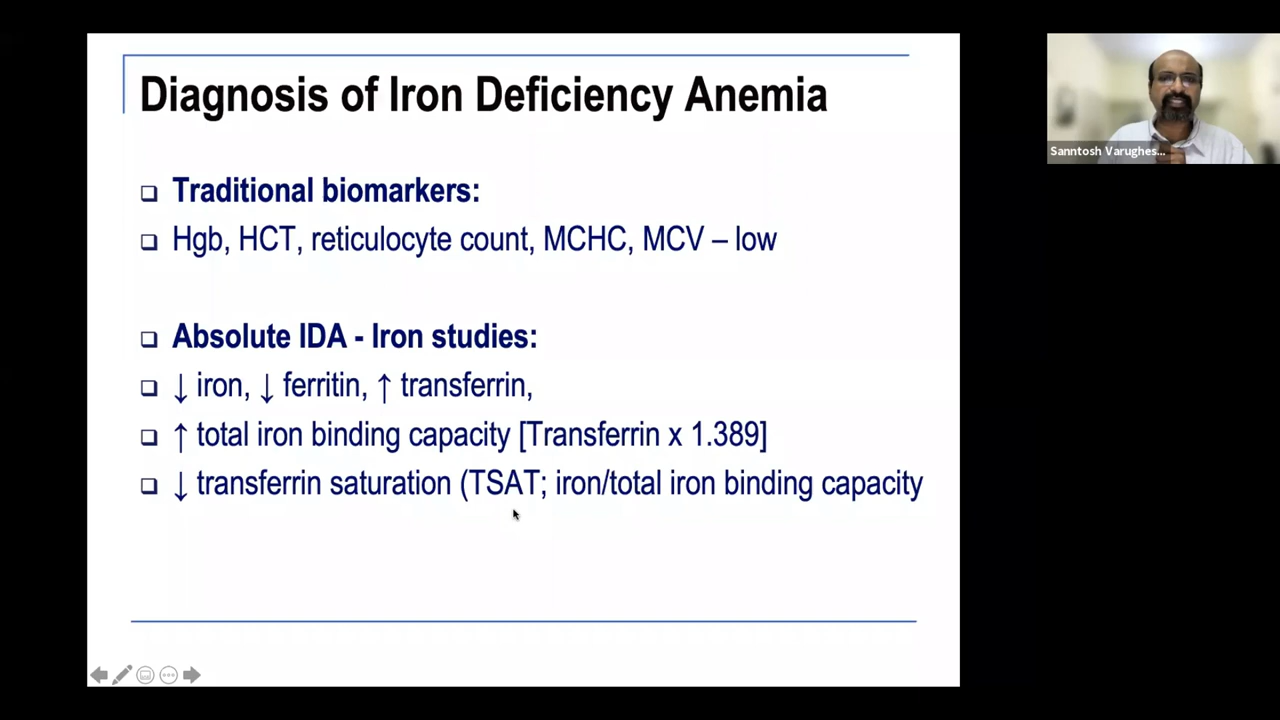 Diagnosis of Iron Deficiency Anemia
Traditional biomarkers:
Hgb, HCT, reticulocyte count, MCHC, MCV – low
Absolute IDA - Iron studies:
↓ iron, ↓ ferritin, ↑ transferrin,
↑ total iron binding capacity [Transferrin x 1.389]
↓ transferrin saturation (TSAT; iron/total iron binding capacity
Sanntosh Varughes...